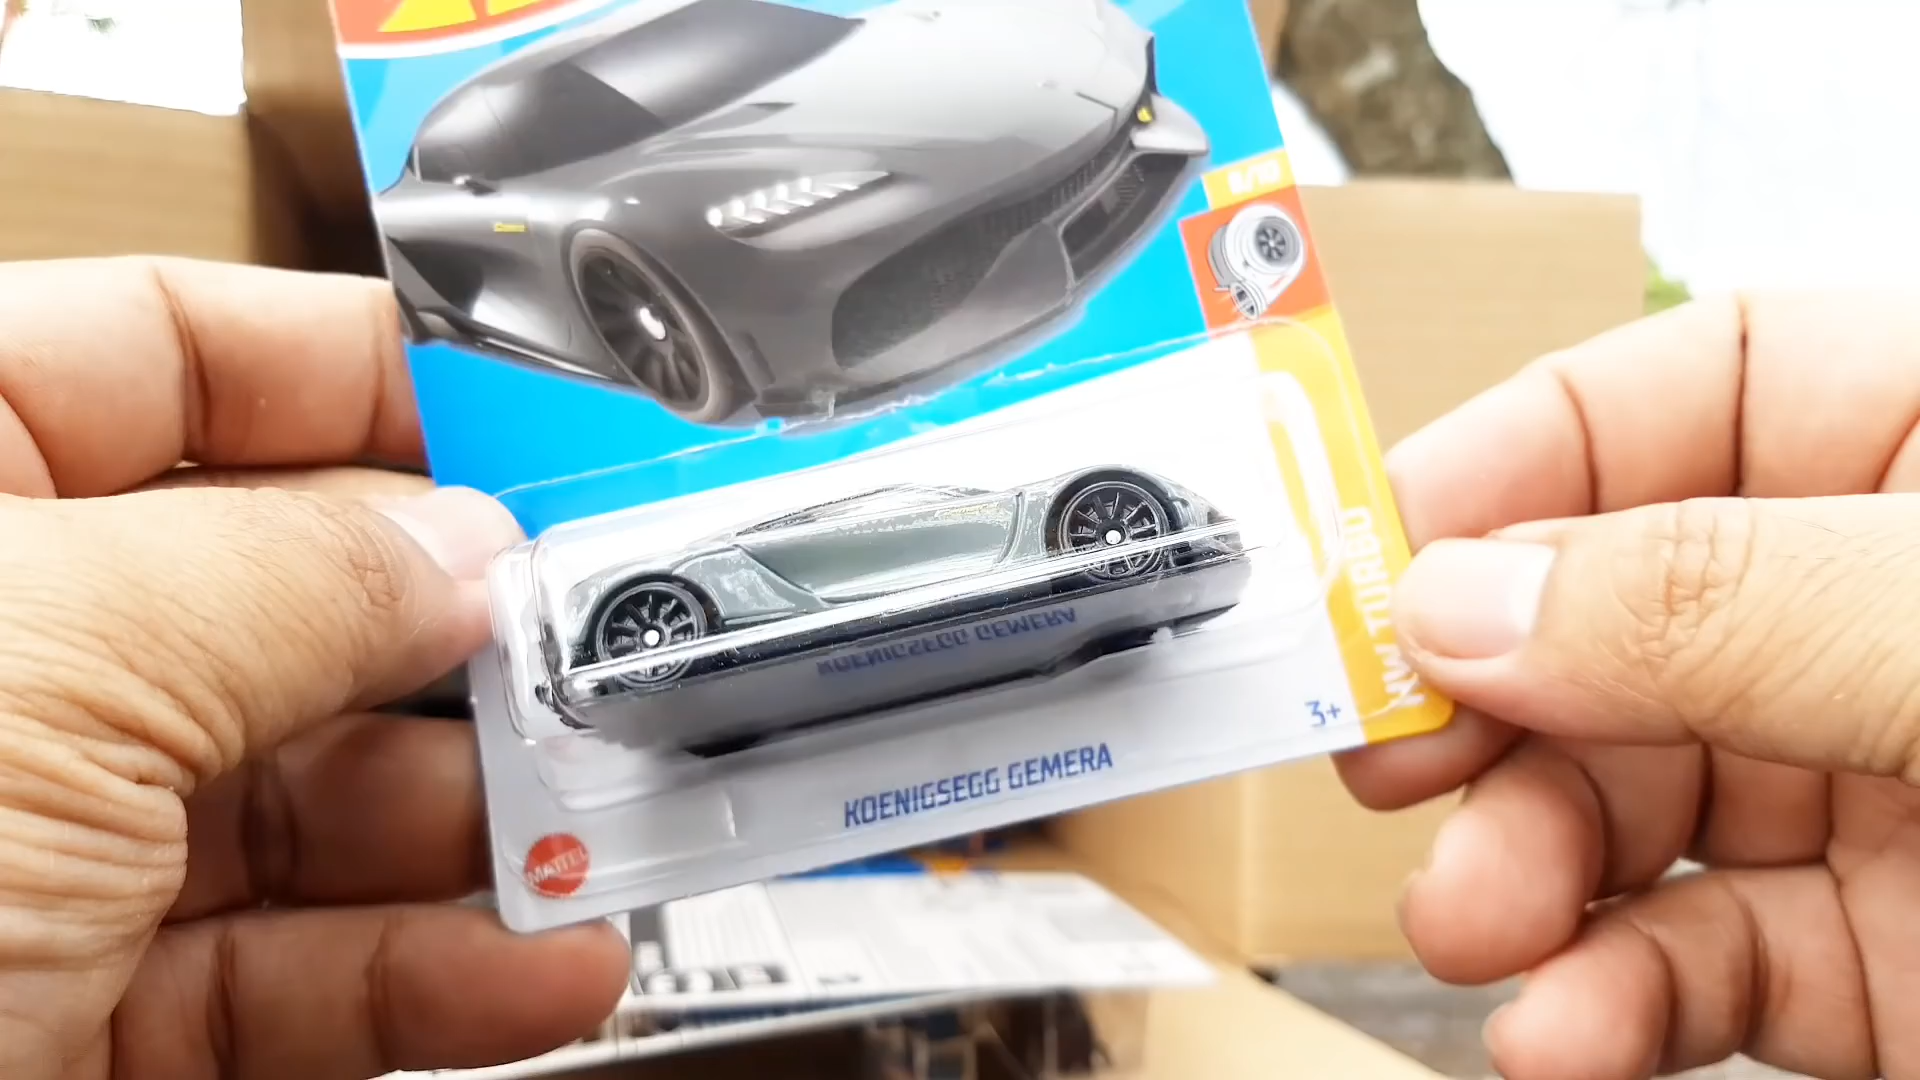 HW TURBO
3+
KOENIGSEGG GEMERA
KOENIGSEGG GEMERA
MATTEL